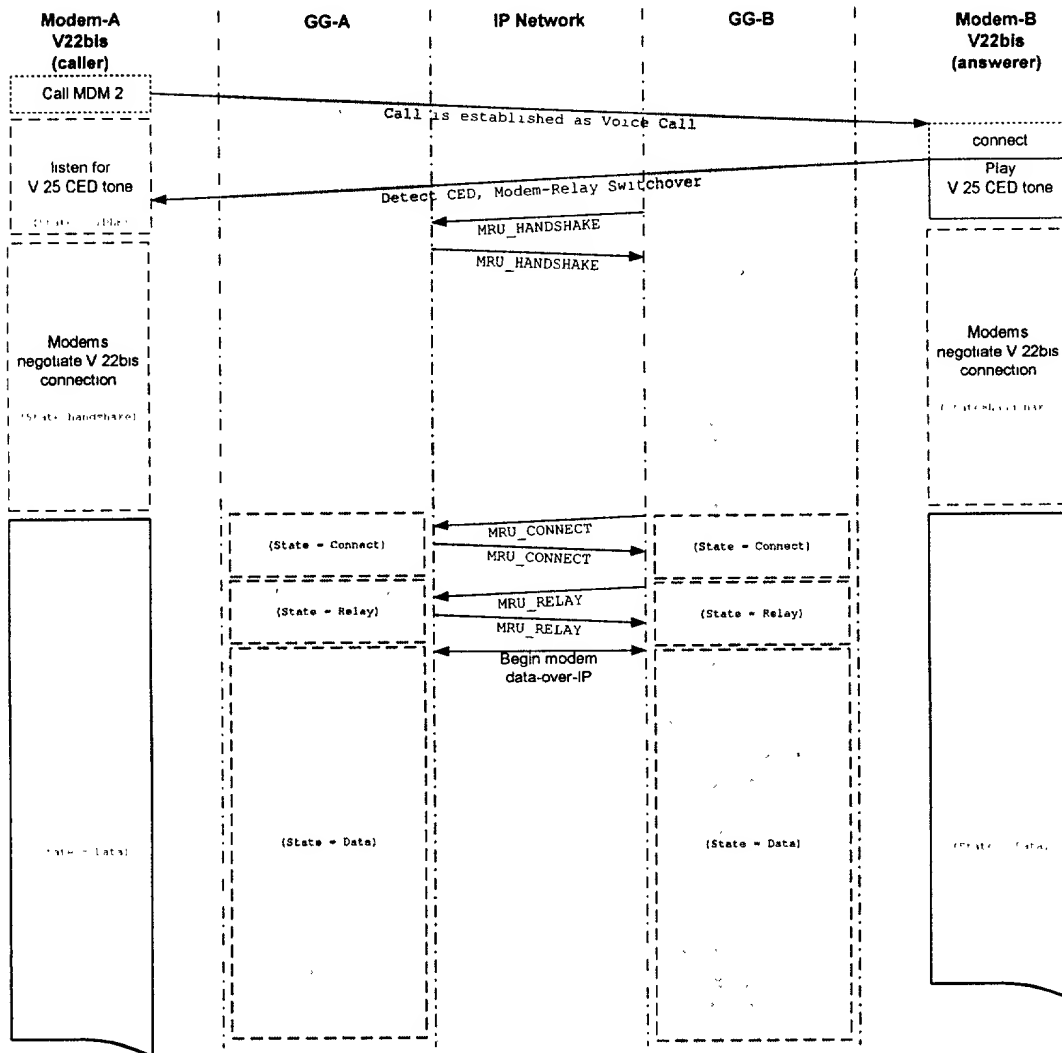 Modem-A
V22bis
(caller)
GG-A
IP Network
GG-B
Modem-B
V22bis
(answerer)
Call MDM 2
Call is established as Voice Call
connect
listen for
V 25 CED tone
Play
V 25 CED tone
Detect CED, Modem-Relay Switchover
MRU_HANDSHAKE
MRU_HANDSHAKE
Modems
negotiate V 22bis
connection
(State handshake)
Modems
negotiate V 22bis
connection
MRU_CONNECT
(State = Connect)
MRU_CONNECT
(State = Connect)
MRU_RELAY
(State = Relay)
MRU_RELAY
(State = Relay)
Begin modem
data-over-IP
(State = Data)
(State = Data)